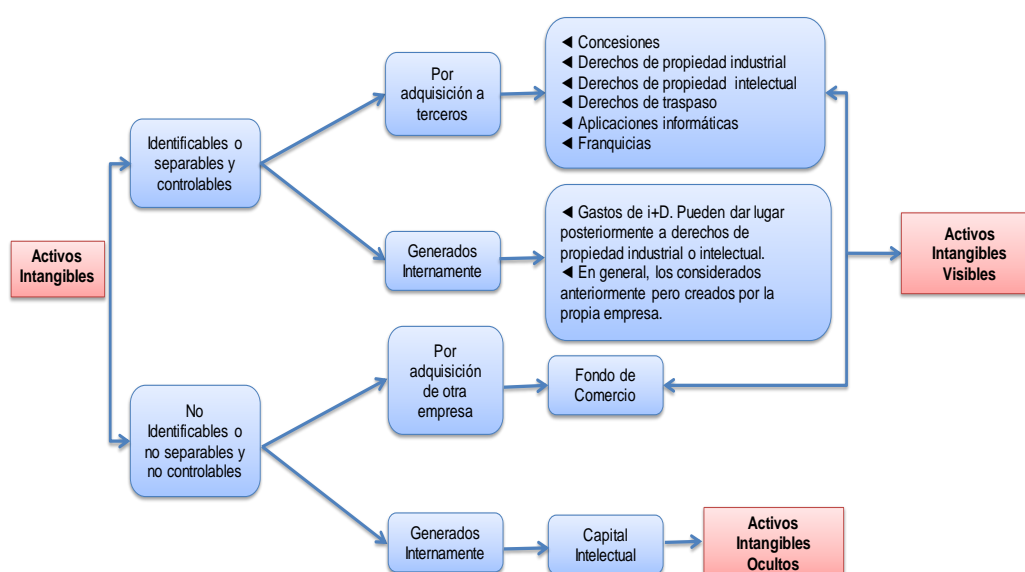 Activos
Intangibles
Identificables o
separables y
controlables
Por
adquisición a
terceros
◄ Concesiones
◄ Derechos de propiedad industrial
◄ Derechos de propiedad intelectual
◄ Derechos de traspaso
◄ Aplicaciones informáticas
◄ Franquicias
Generados
Internamente
◄ Gastos de i+D. Pueden dar lugar
posteriormente a derechos de
propiedad industrial o intelectual.
◄ En general, los considerados
anteriormente pero creados por la
propia empresa.
Activos
Intangibles
Visibles
No
Identificables o
no separables y
no controlables
Por
adquisición
de otra
empresa
Fondo de
Comercio
Generados
Internamente
Capital
Intelectual
Activos
Intangibles
Ocultos